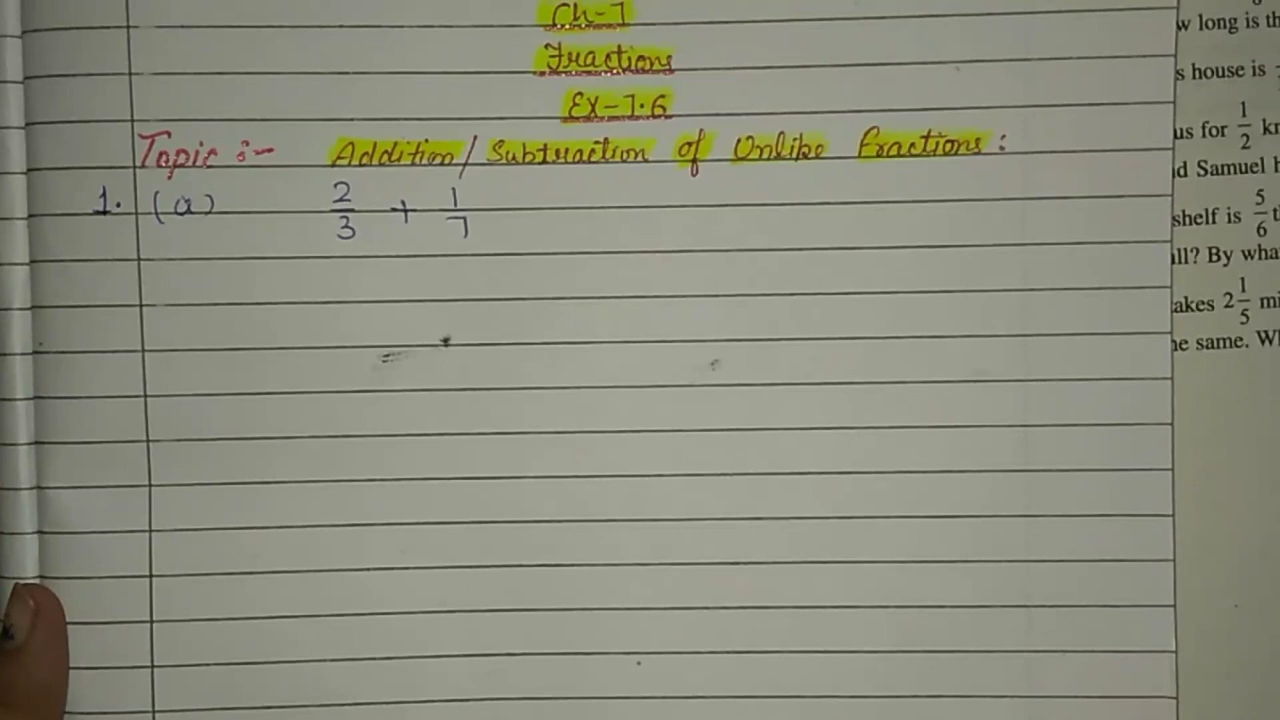 Ch-7
Fractions
Ex-7.6
Topic :- Addition/Subtraction of Unlike fractions :
1. (a) 2/3 + 1/7
w long is th
s house is
us for 1/2 kr
d Samuel h
shelf is 5/6 t
ll? By wha
akes 2 1/5 mi
e same. W